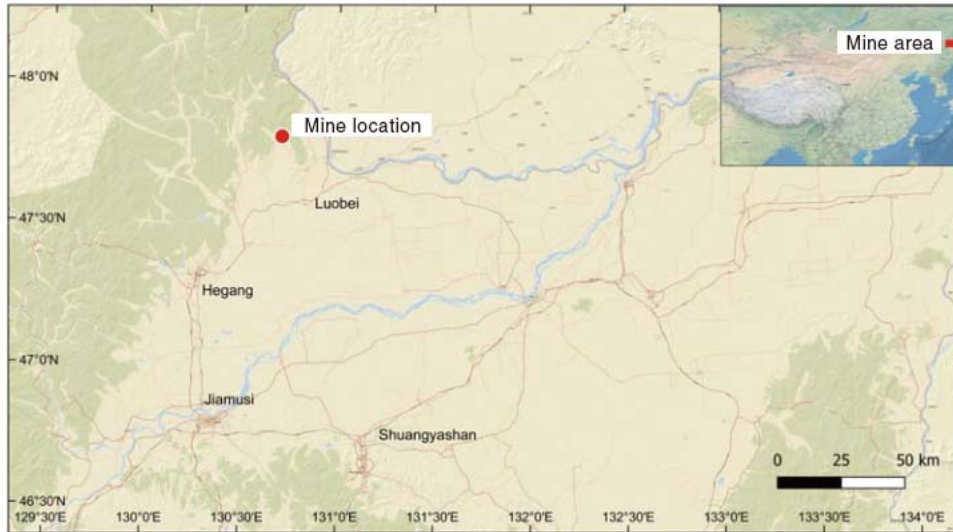 Mine area
48°0'N
Mine location
Luobei
47°30'N
Hegang
47°0'N
Jiamusi
Shuangyashan
0 25 50 km
46°30'N
129°30'E 130°0'E 130°30'E 131°0'E 131°30'E 132°0'E 132°30'E 133°0'E 133°30'E 134°0'E